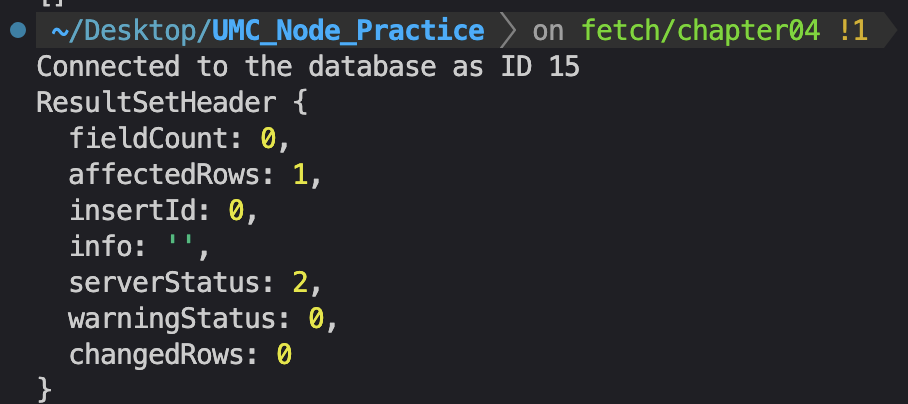 []
~/Desktop/UMC_Node_Practice on fetch/chapter04 !1
Connected to the database as ID 15
ResultSetHeader {
  fieldCount: 0,
  affectedRows: 1,
  insertId: 0,
  info: '',
  serverStatus: 2,
  warningStatus: 0,
  changedRows: 0
}